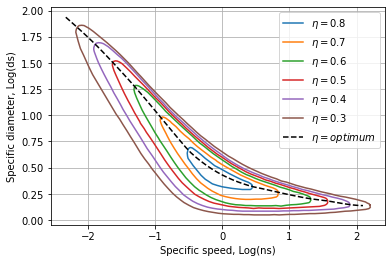 2.00
1.75
1.50
1.25
1.00
0.75
0.50
0.25
0.00
Specific diameter, Log(ds)
−2
−1
0
1
2
Specific speed, Log(ns)
η = 0.8
η = 0.7
η = 0.6
η = 0.5
η = 0.4
η = 0.3
η = optimum